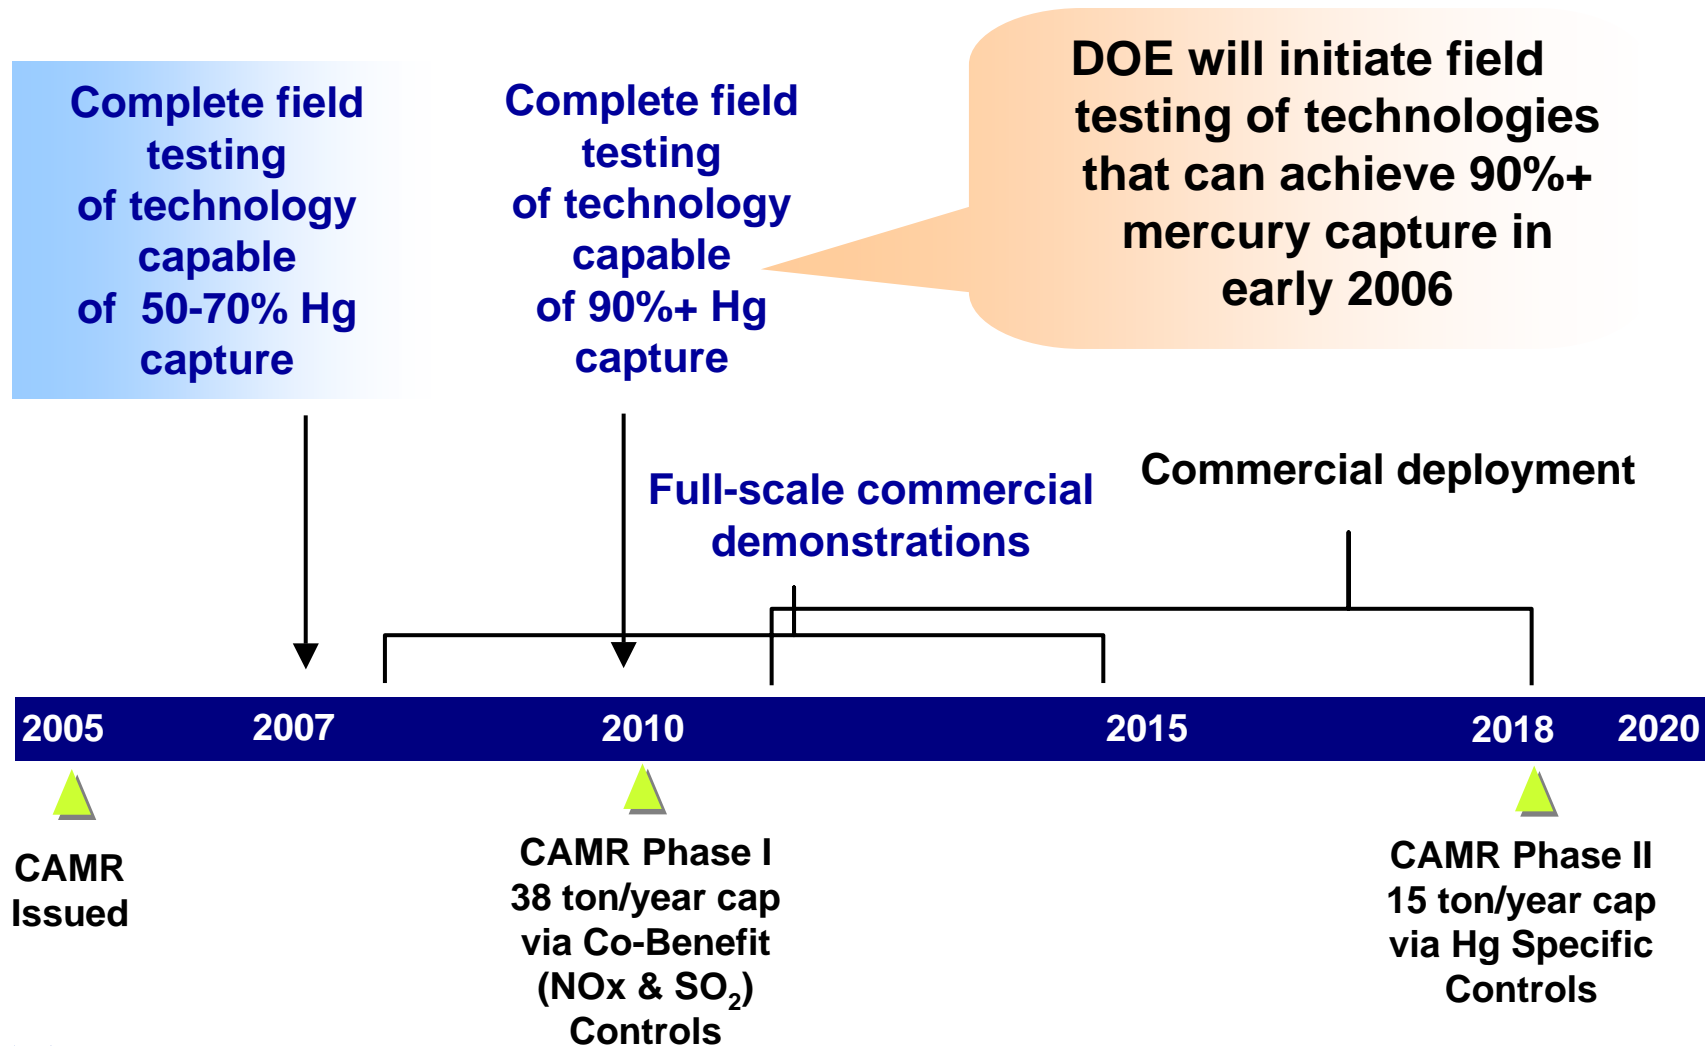 Complete field
testing
of technology
capable
of 50-70% Hg
capture
Complete field
testing
of technology
capable
of 90%+ Hg
capture
DOE will initiate field
testing of technologies
that can achieve 90%+
mercury capture in
early 2006
Full-scale commercial
demonstrations
Commercial deployment
2005 2007 2010 2015 2018 2020
CAMR
Issued
CAMR Phase I
38 ton/year cap
via Co-Benefit
(NOx & SO₂)
Controls
CAMR Phase II
15 ton/year cap
via Hg Specific
Controls